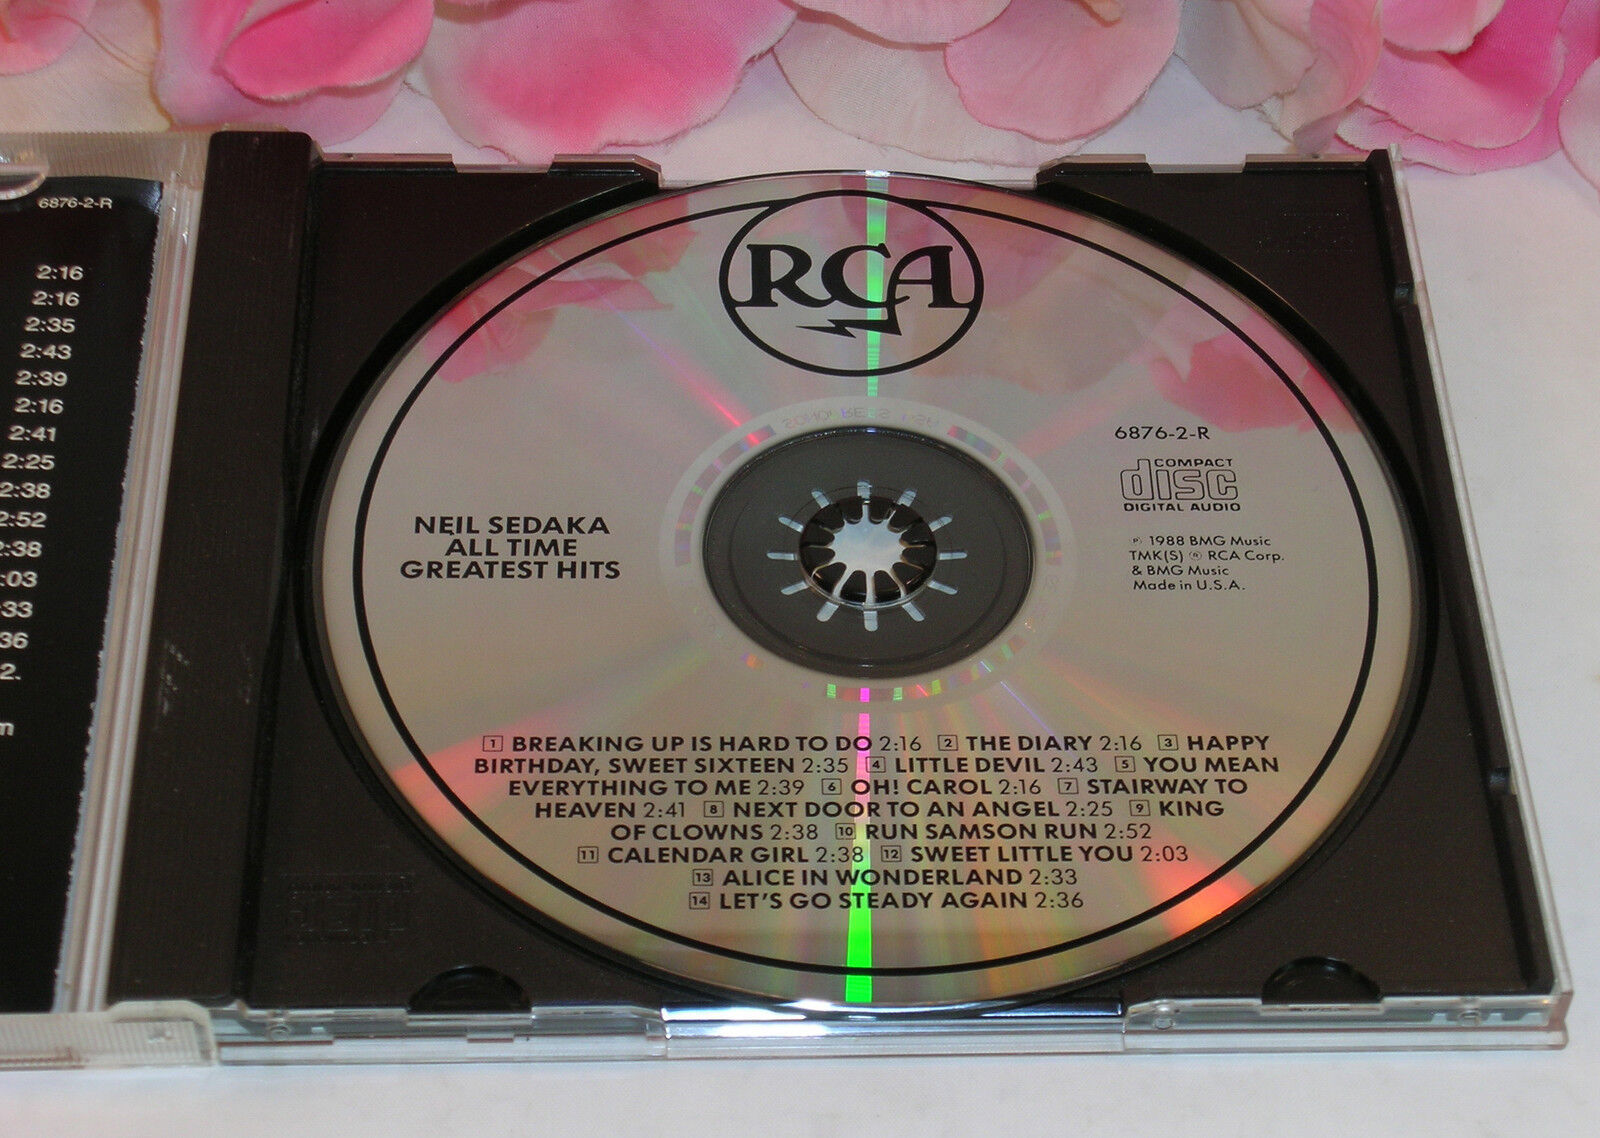 6876-2-R
2:16
2:16
2:35
2:43
2:39
2:16
2:41
2:25
2:38
2:52
2:38
:03
:33
36
2.
m
RCA
6876-2-R
COMPACT
disc
DIGITAL AUDIO
NEIL SEDAKA
ALL TIME
GREATEST HITS
℗ 1988 BMG Music
TMK(S) ® RCA Corp.
& BMG Music
Made in U.S.A.
1 BREAKING UP IS HARD TO DO 2:16 2 THE DIARY 2:16 3 HAPPY
BIRTHDAY, SWEET SIXTEEN 2:35 4 LITTLE DEVIL 2:43 5 YOU MEAN
EVERYTHING TO ME 2:39 6 OH! CAROL 2:16 7 STAIRWAY TO
HEAVEN 2:41 8 NEXT DOOR TO AN ANGEL 2:25 9 KING
OF CLOWNS 2:38 10 RUN SAMSON RUN 2:52
11 CALENDAR GIRL 2:38 12 SWEET LITTLE YOU 2:03
13 ALICE IN WONDERLAND 2:33
14 LET'S GO STEADY AGAIN 2:36